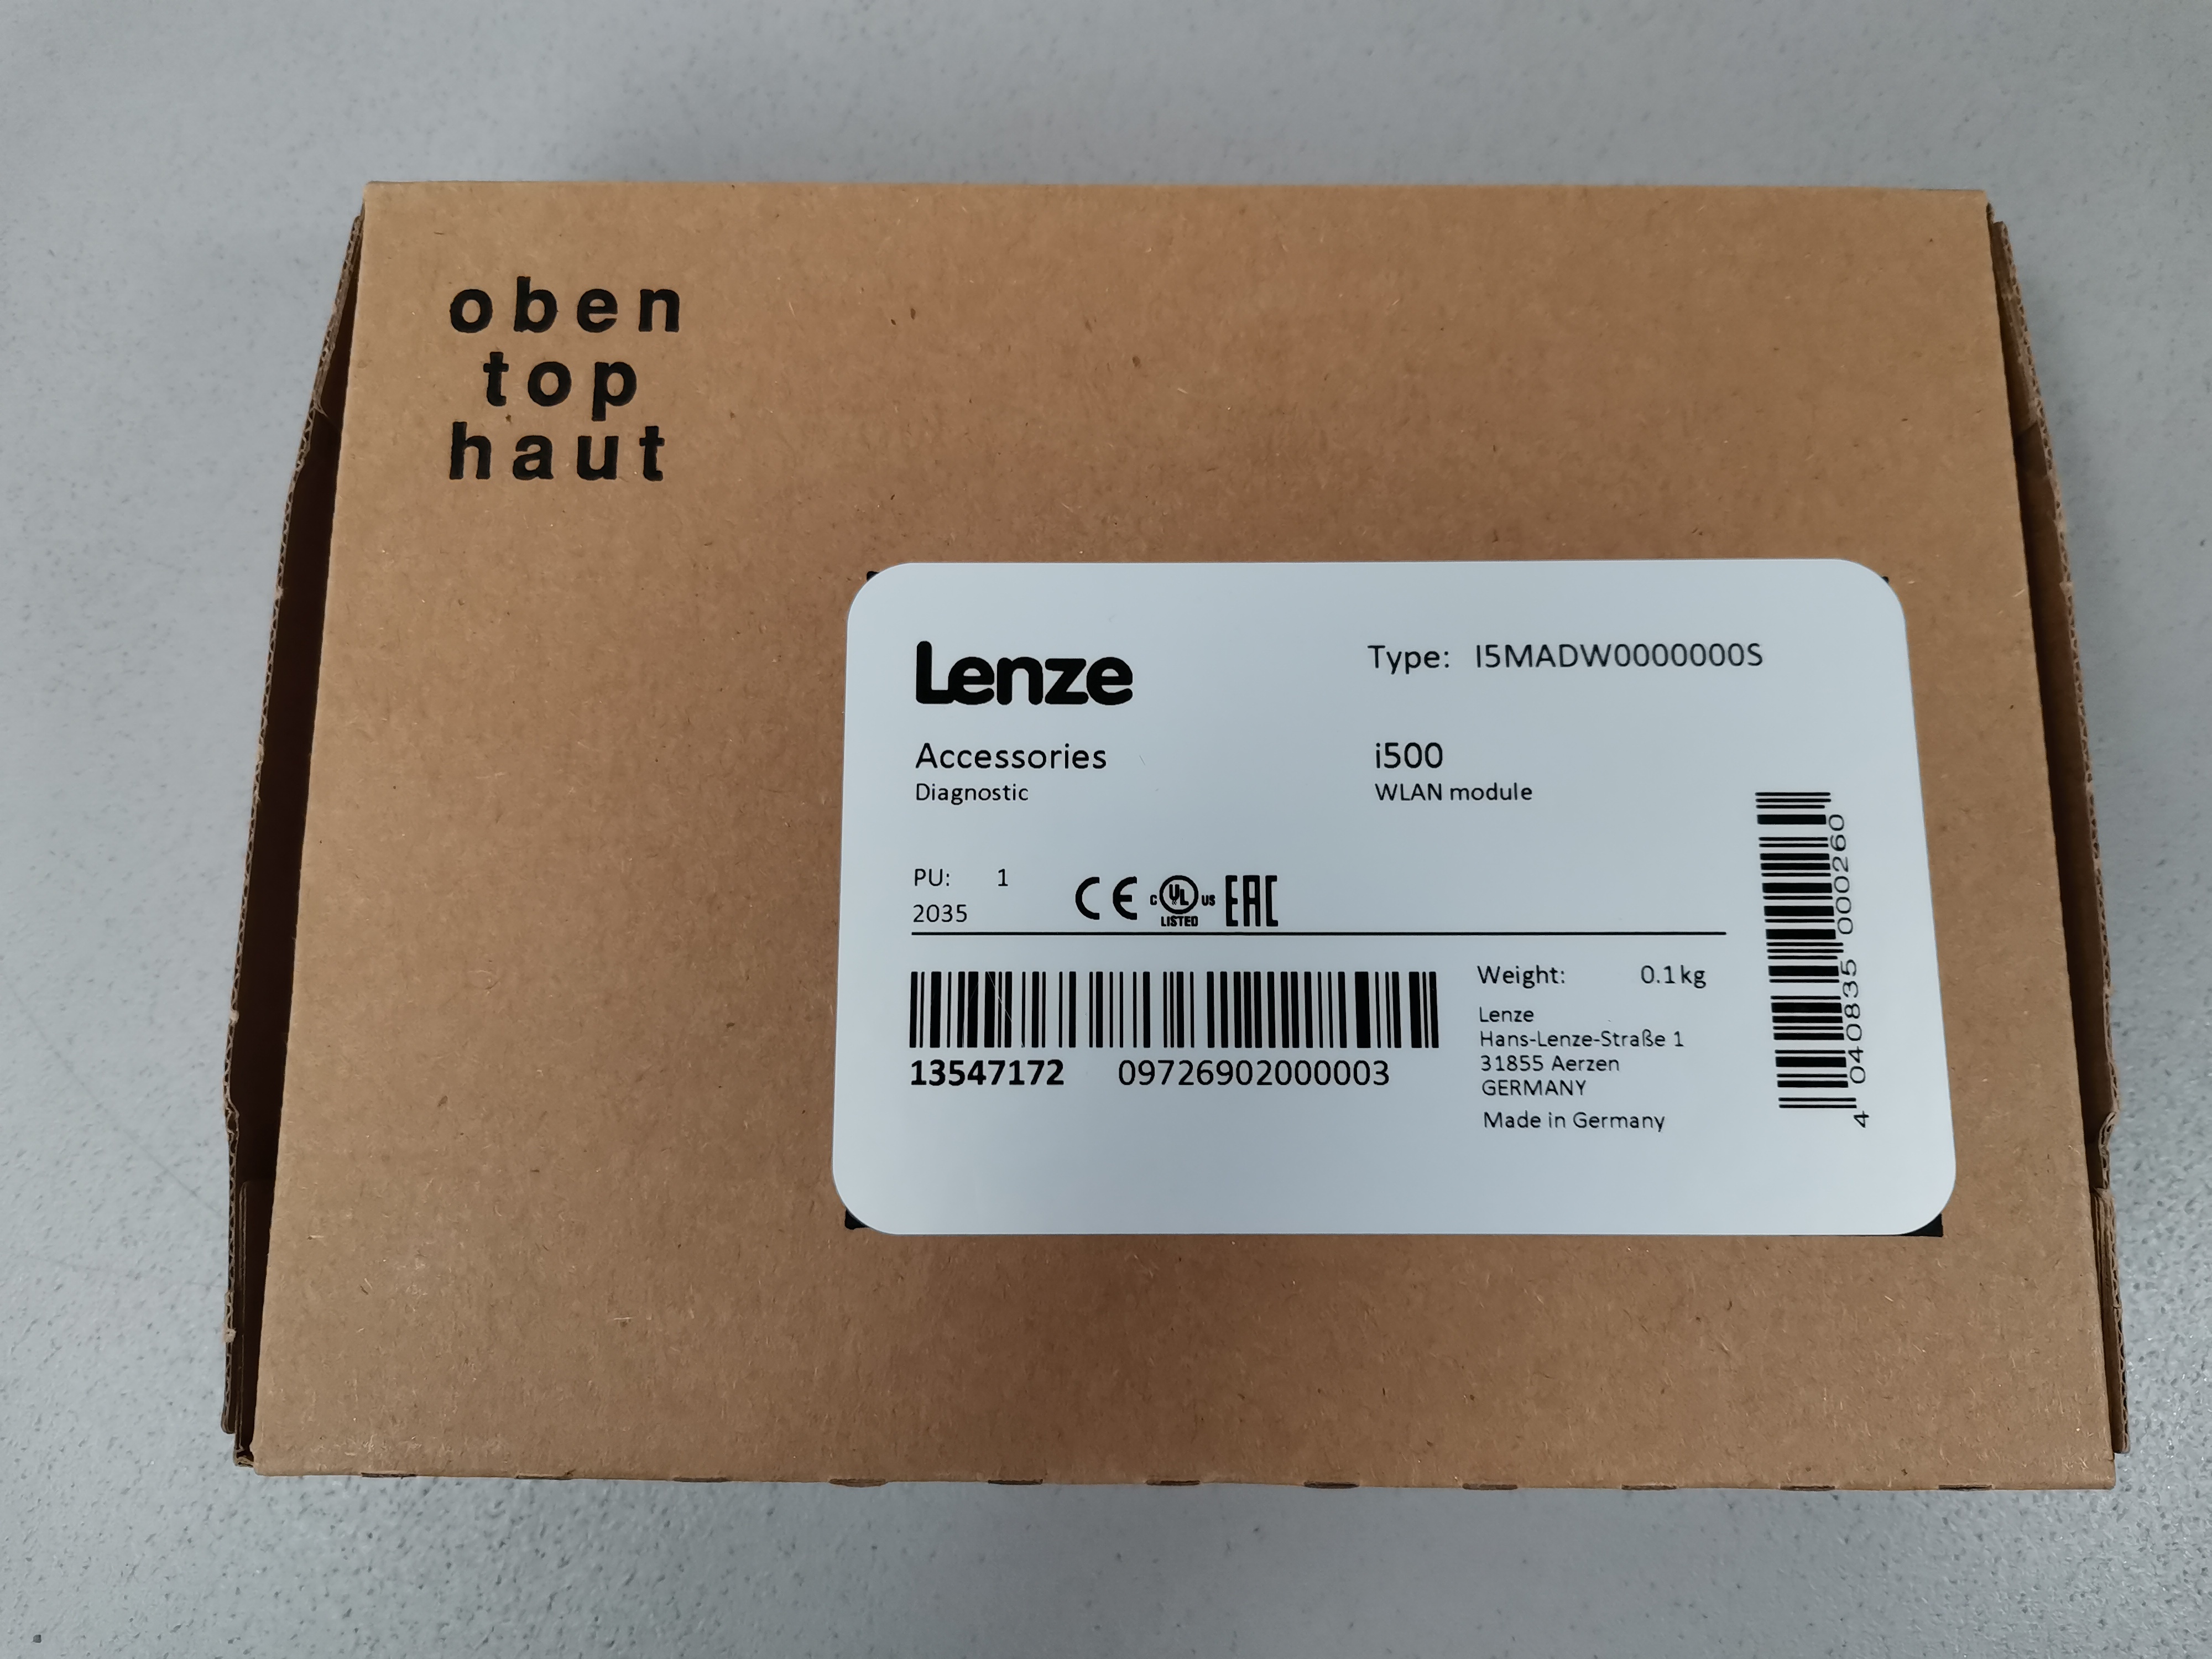 oben
top
haut
Lenze
Type: I5MADW0000000S
Accessories
i500
Diagnostic
WLAN module
PU: 1
2035
CE
C UL US
LISTED
EAC
13547172 09726902000003
Weight: 0.1 kg
Lenze
Hans-Lenze-Straße 1
31855 Aerzen
GERMANY
Made in Germany
4 040835 000260